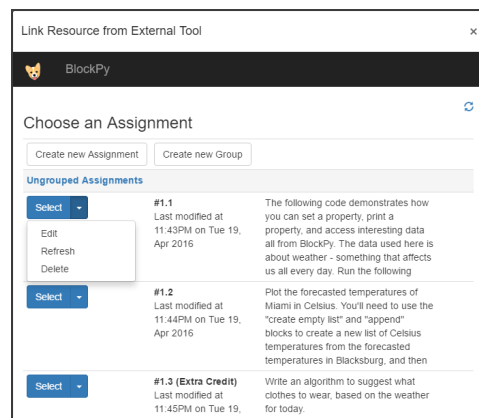 Link Resource from External Tool ×
BlockPy
Choose an Assignment
Create new Assignment Create new Group
Ungrouped Assignments
Select
Edit
Refresh
Delete
#1.1
Last modified at
11:43PM on Tue 19,
Apr 2016
The following code demonstrates how
you can set a property, print a
property, and access interesting data
all from BlockPy. The data used here is
about weather - something that affects
us all every day. Run the following
Select
#1.2
Last modified at
11:44PM on Tue 19,
Apr 2016
Plot the forecasted temperatures of
Miami in Celsius. You'll need to use the
"create empty list" and "append"
blocks to create a new list of Celsius
temperatures from the forecasted
temperatures in Blacksburg, and then
Select
#1.3 (Extra Credit)
Last modified at
11:45PM on Tue 19,
Write an algorithm to suggest what
clothes to wear, based on the weather
for today.